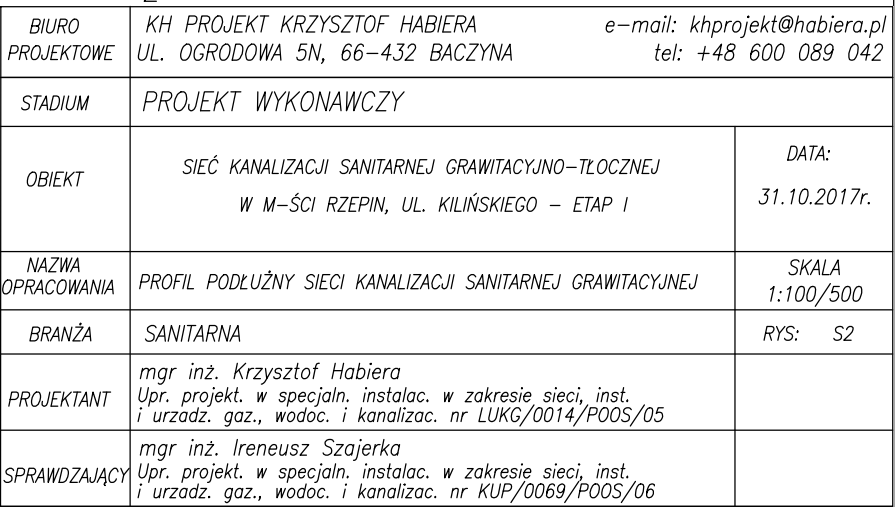 BIURO
PROJEKTOWE
KH PROJEKT KRZYSZTOF HABIERA e-mail: khprojekt@habiera.pl
UL. OGRODOWA 5N, 66-432 BACZYNA tel: +48 600 089 042
STADIUM
PROJEKT WYKONAWCZY
OBIEKT
SIEĆ KANALIZACJI SANITARNEJ GRAWITACYJNO-TŁOCZNEJ
W M-ŚCI RZEPIN, UL. KILIŃSKIEGO - ETAP I
DATA:
31.10.2017r.
NAZWA
OPRACOWANIA
PROFIL PODŁUŻNY SIECI KANALIZACJI SANITARNEJ GRAWITACYJNEJ
SKALA
1:100/500
BRANŻA
SANITARNA
RYS: S2
PROJEKTANT
mgr inż. Krzysztof Habiera
Upr. projekt. w specjaln. instalac. w zakresie sieci, inst.
i urzadz. gaz., wodoc. i kanalizac. nr LUKG/0014/POOS/05
SPRAWDZAJĄCY
mgr inż. Ireneusz Szajerka
Upr. projekt. w specjaln. instalac. w zakresie sieci, inst.
i urzadz. gaz., wodoc. i kanalizac. nr KUP/0069/POOS/06